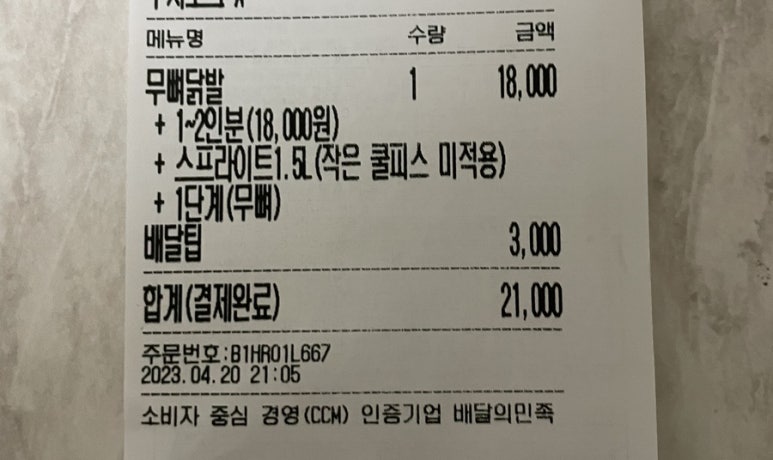 메뉴명 수량 금액
무뼈닭발 1 18,000
+ 1~2인분(18,000원)
+ 스프라이트1.5L(작은 쿨피스 미적용)
+ 1단계(무뼈)
배달팁 3,000
합계(결제완료) 21,000
주문번호:B1HR01L667
2023.04.20 21:05
소비자 중심 경영(CCM) 인증기업 배달의민족